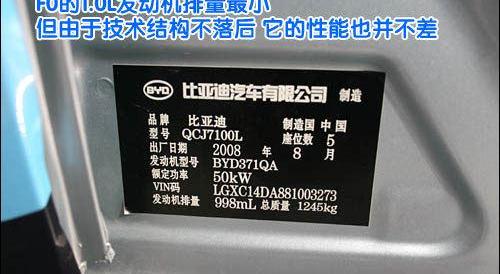 F0的1.0L发动机排量最小
但由于技术结构不落后 它的性能也并不差
BYD 比亚迪汽车有限公司 制造
品牌 比亚迪 制造国 中国
型号 QCJ7100L 座位数 5
出厂日期 2008 年 8 月
发动机型号 BYD371QA
额定功率 50kW
VIN码 LGXC14DA881003273
发动机排量 998mL 总质量 1245kg